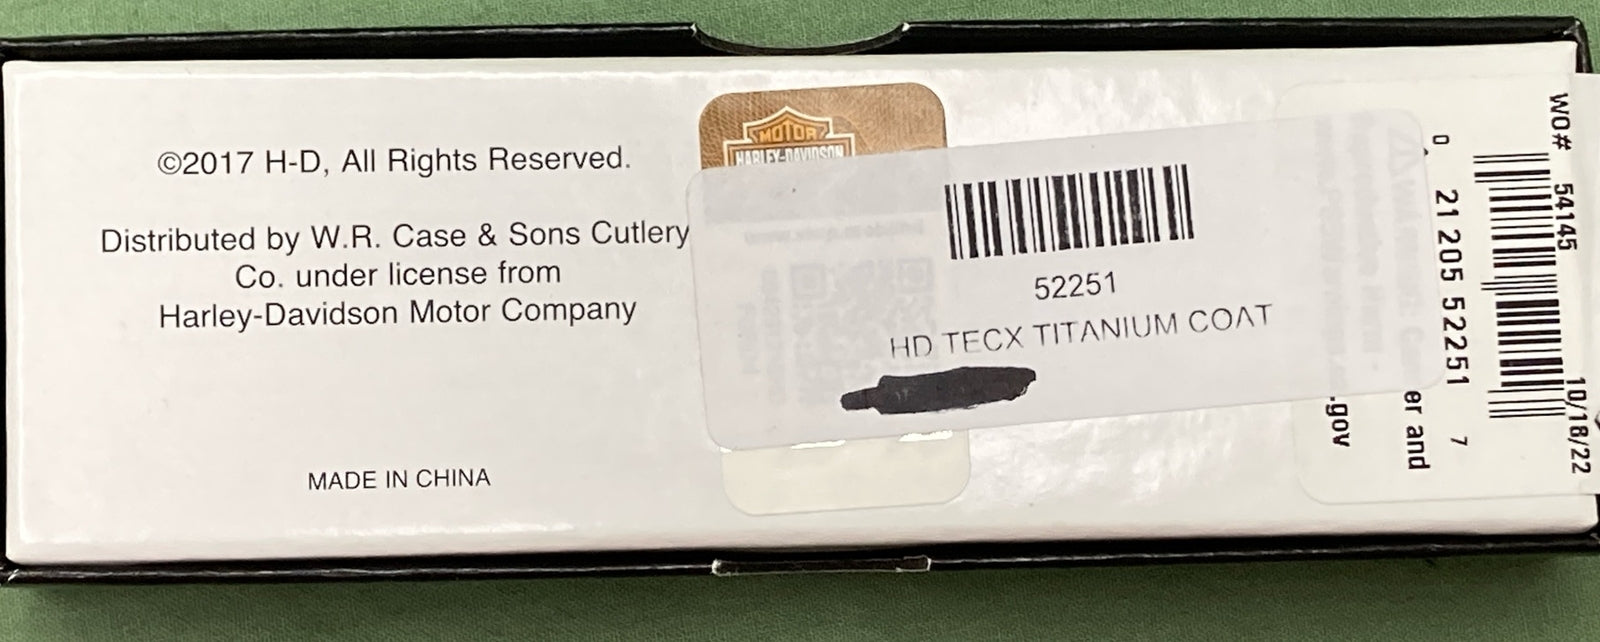 ©2017 H-D, All Rights Reserved.
Distributed by W.R. Case & Sons Cutlery
Co. under license from
Harley-Davidson Motor Company
MADE IN CHINA
MOTOR
HARLEY-DAVIDSON
52251
HD TECX TITANIUM COAT
WO# 54145 10/18/22
0 21205 52251 7
er and
.gov